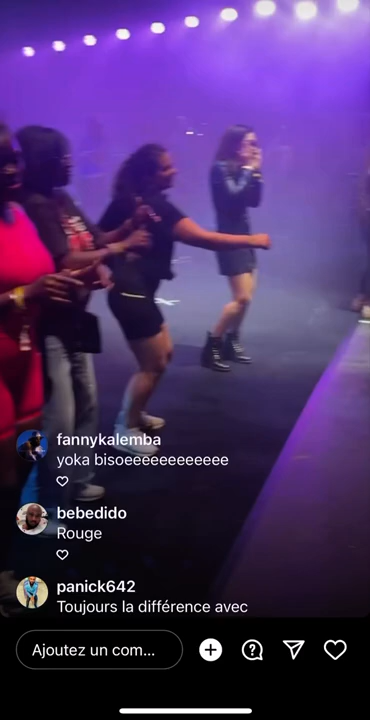 fannykalemba
yoka bisoeeeeeeeeeeee
bebedido
Rouge
panick642
Toujours la différence avec
Ajoutez un com...